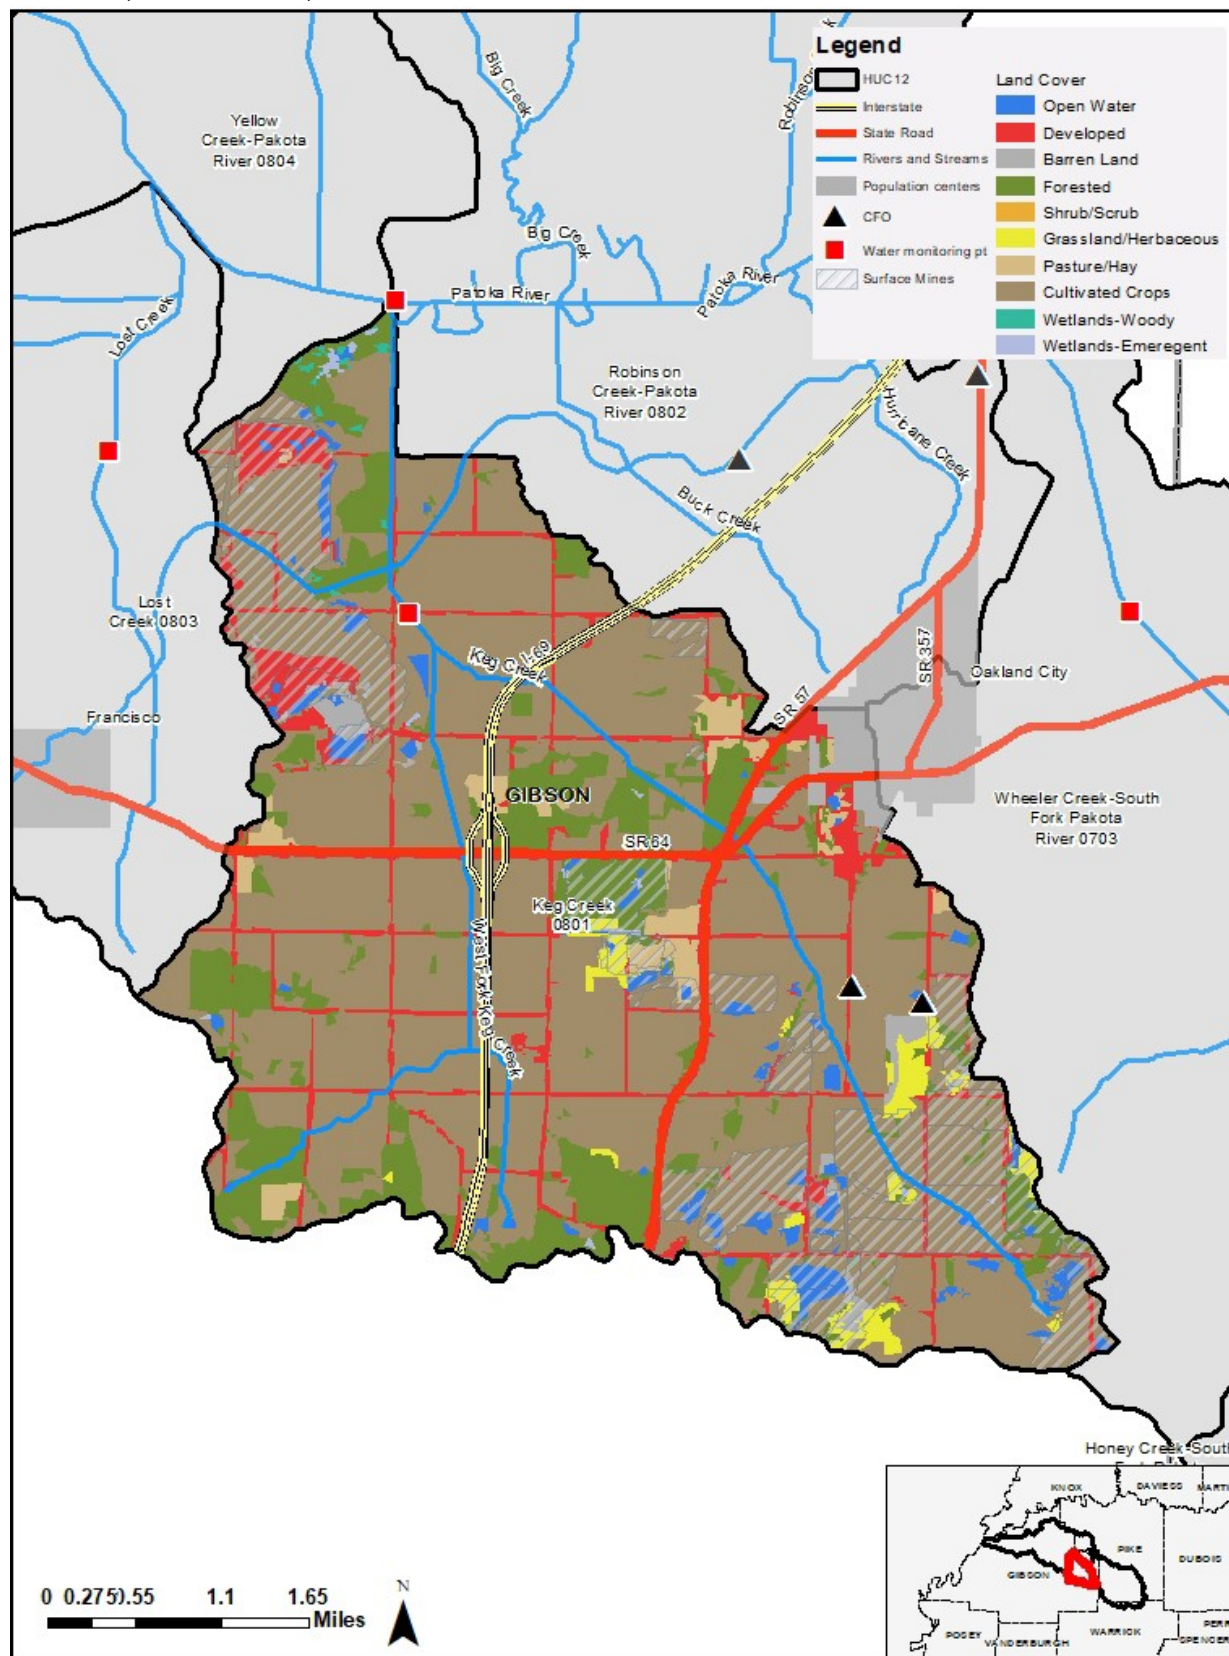 Legend
HUC12
Interstate
State Road
Rivers and Streams
Population centers
CFO
Water monitoring pt
Surface Mines
Land Cover
Open Water
Developed
Barren Land
Forested
Shrub/Scrub
Grassland/Herbaceous
Pasture/Hay
Cultivated Crops
Wetlands-Woody
Wetlands-Emeregent
Big Creek
Robinson
Yellow
Creek-Pakota
River 0804
Big Creek
Patoka River
Patoka River
Lost Creek
Robinson
Creek-Pakota
River 0802
Hurricane Creek
Buck Creek
Lost
Creek 0803
I-69
Keg Creek
SR 57
SR 357
Oakland City
Francisco
GIBSON
Wheeler Creek-South
Fork Pakota
River 0703
SR 64
Keg Creek
0801
West Fork-Keg Creek
Honey Creek-South
KNOX
DAVIESS
MARTI
PIKE
DUBOIS
GIBSON
WARRICK
POSEY
VANDERBURGH
PERR
SPENCER
0 0.275 0.55 1.1 1.65
Miles
N